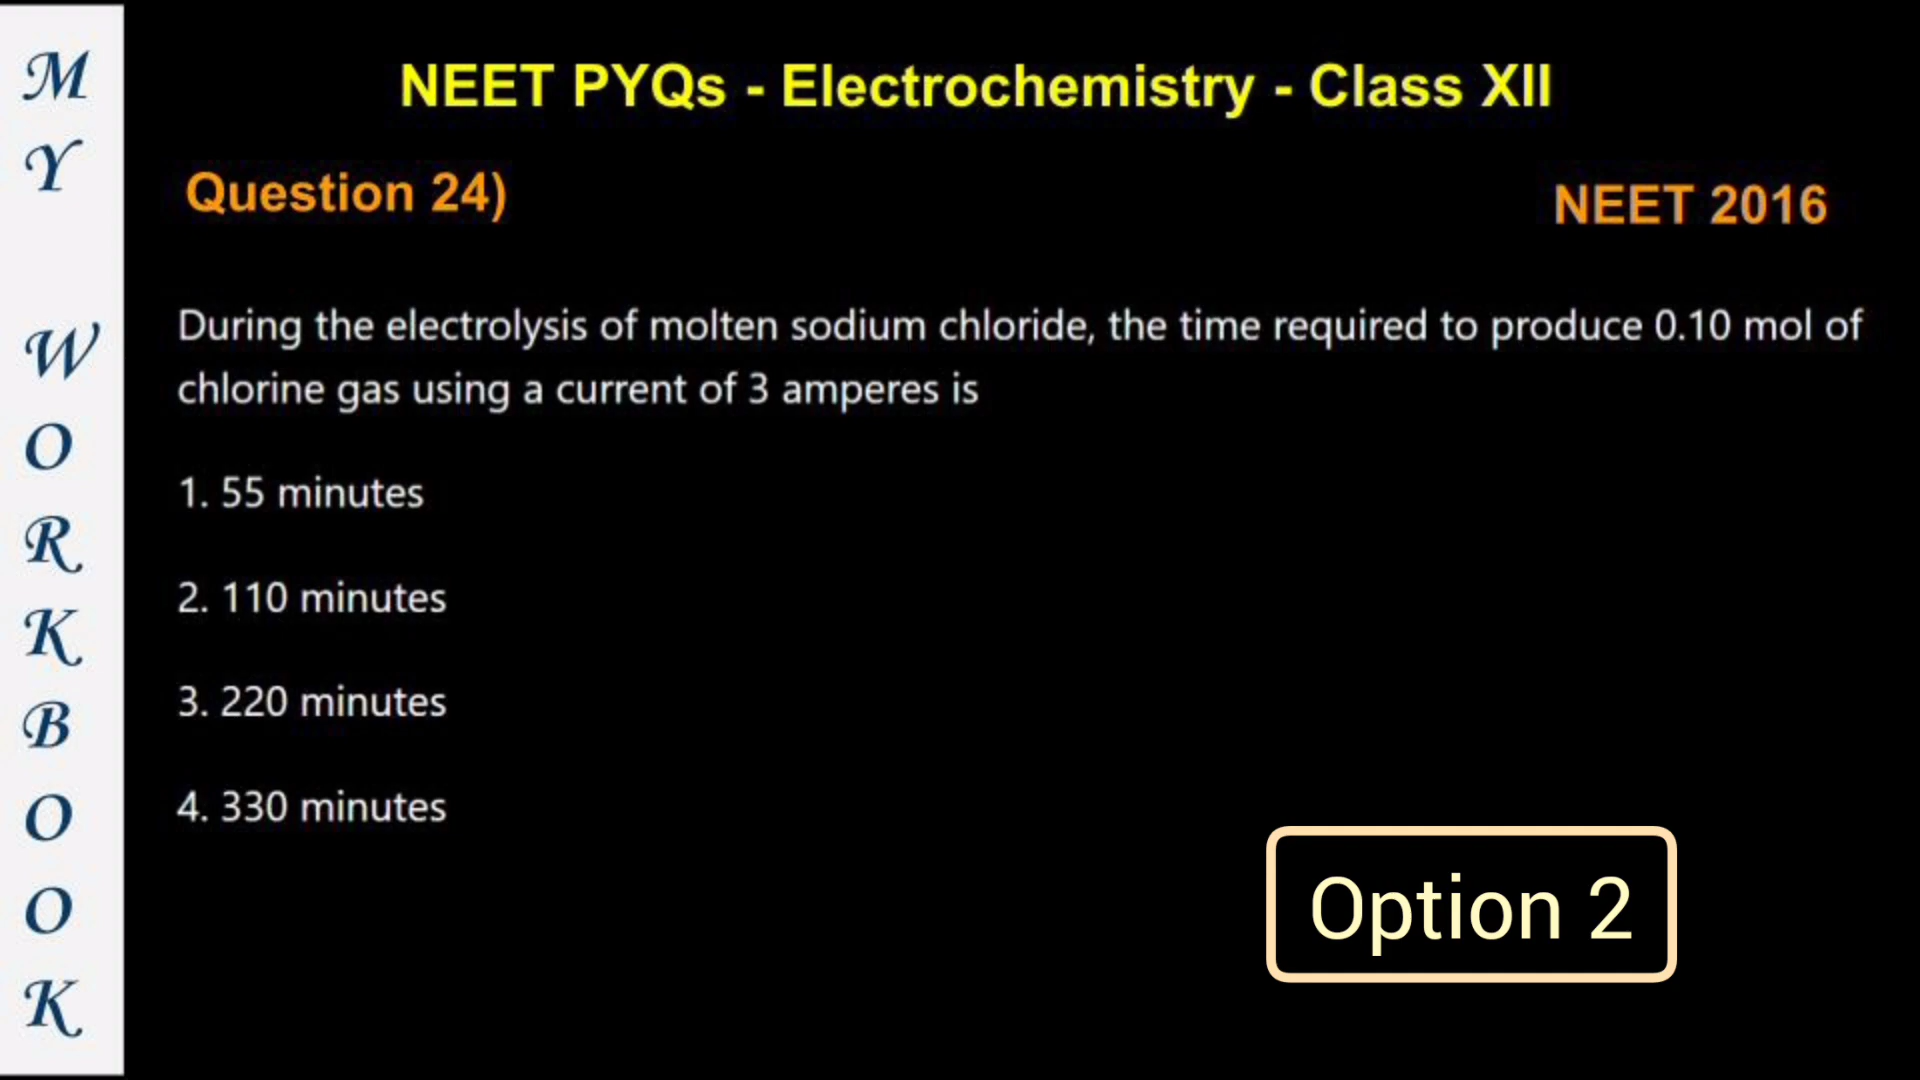 MY WORKBOOK
NEET PYQs - Electrochemistry - Class XII
Question 24)
NEET 2016
During the electrolysis of molten sodium chloride, the time required to produce 0.10 mol of
chlorine gas using a current of 3 amperes is
1. 55 minutes
2. 110 minutes
3. 220 minutes
4. 330 minutes
Option 2